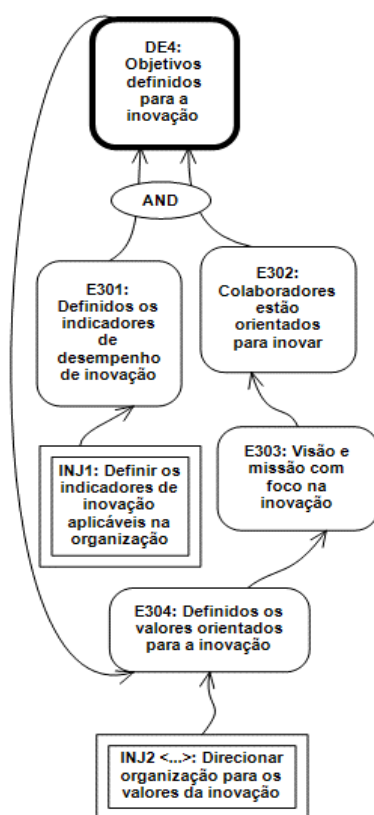 DE4:
Objetivos
definidos
para a
inovação
AND
E301:
Definidos os
indicadores
de
desempenho
de inovação
E302:
Colaboradores
estão
orientados
para inovar
INJ1: Definir os
indicadores de
inovação
aplicáveis na
organização
E303: Visão e
missão com
foco na
inovação
E304: Definidos os
valores orientados
para a inovação
INJ2 <...>: Direcionar
organização para os
valores da inovação